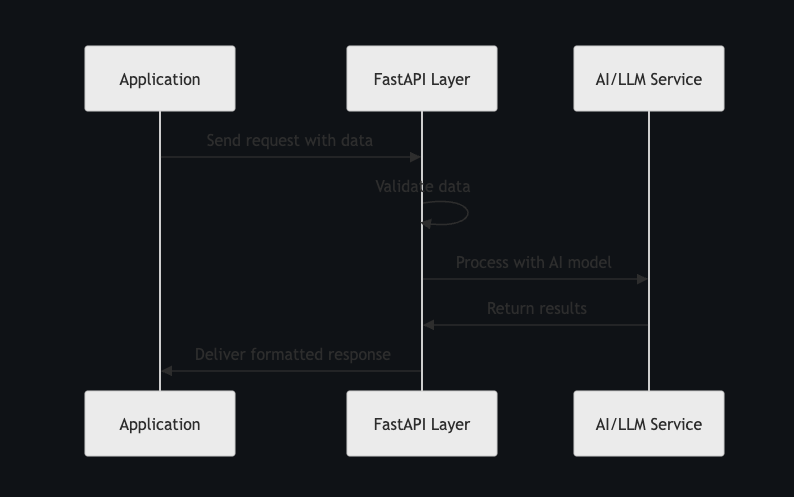 Application
FastAPI Layer
AI/LLM Service
Send request with data
Validate data
Process with AI model
Return results
Deliver formatted response
Application
FastAPI Layer
AI/LLM Service